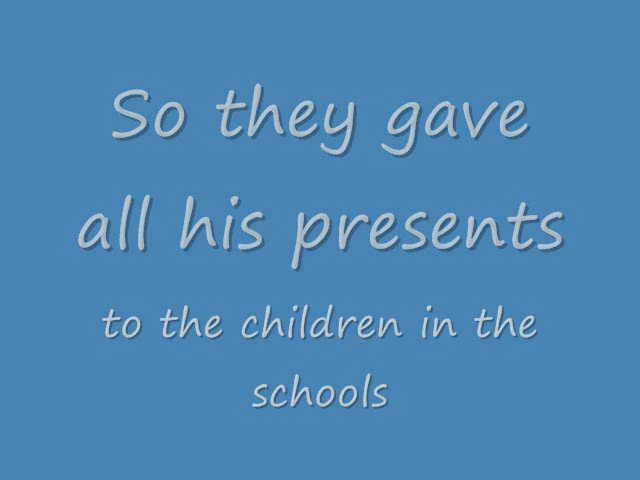 So they gave
all his presents
to the children in the
schools